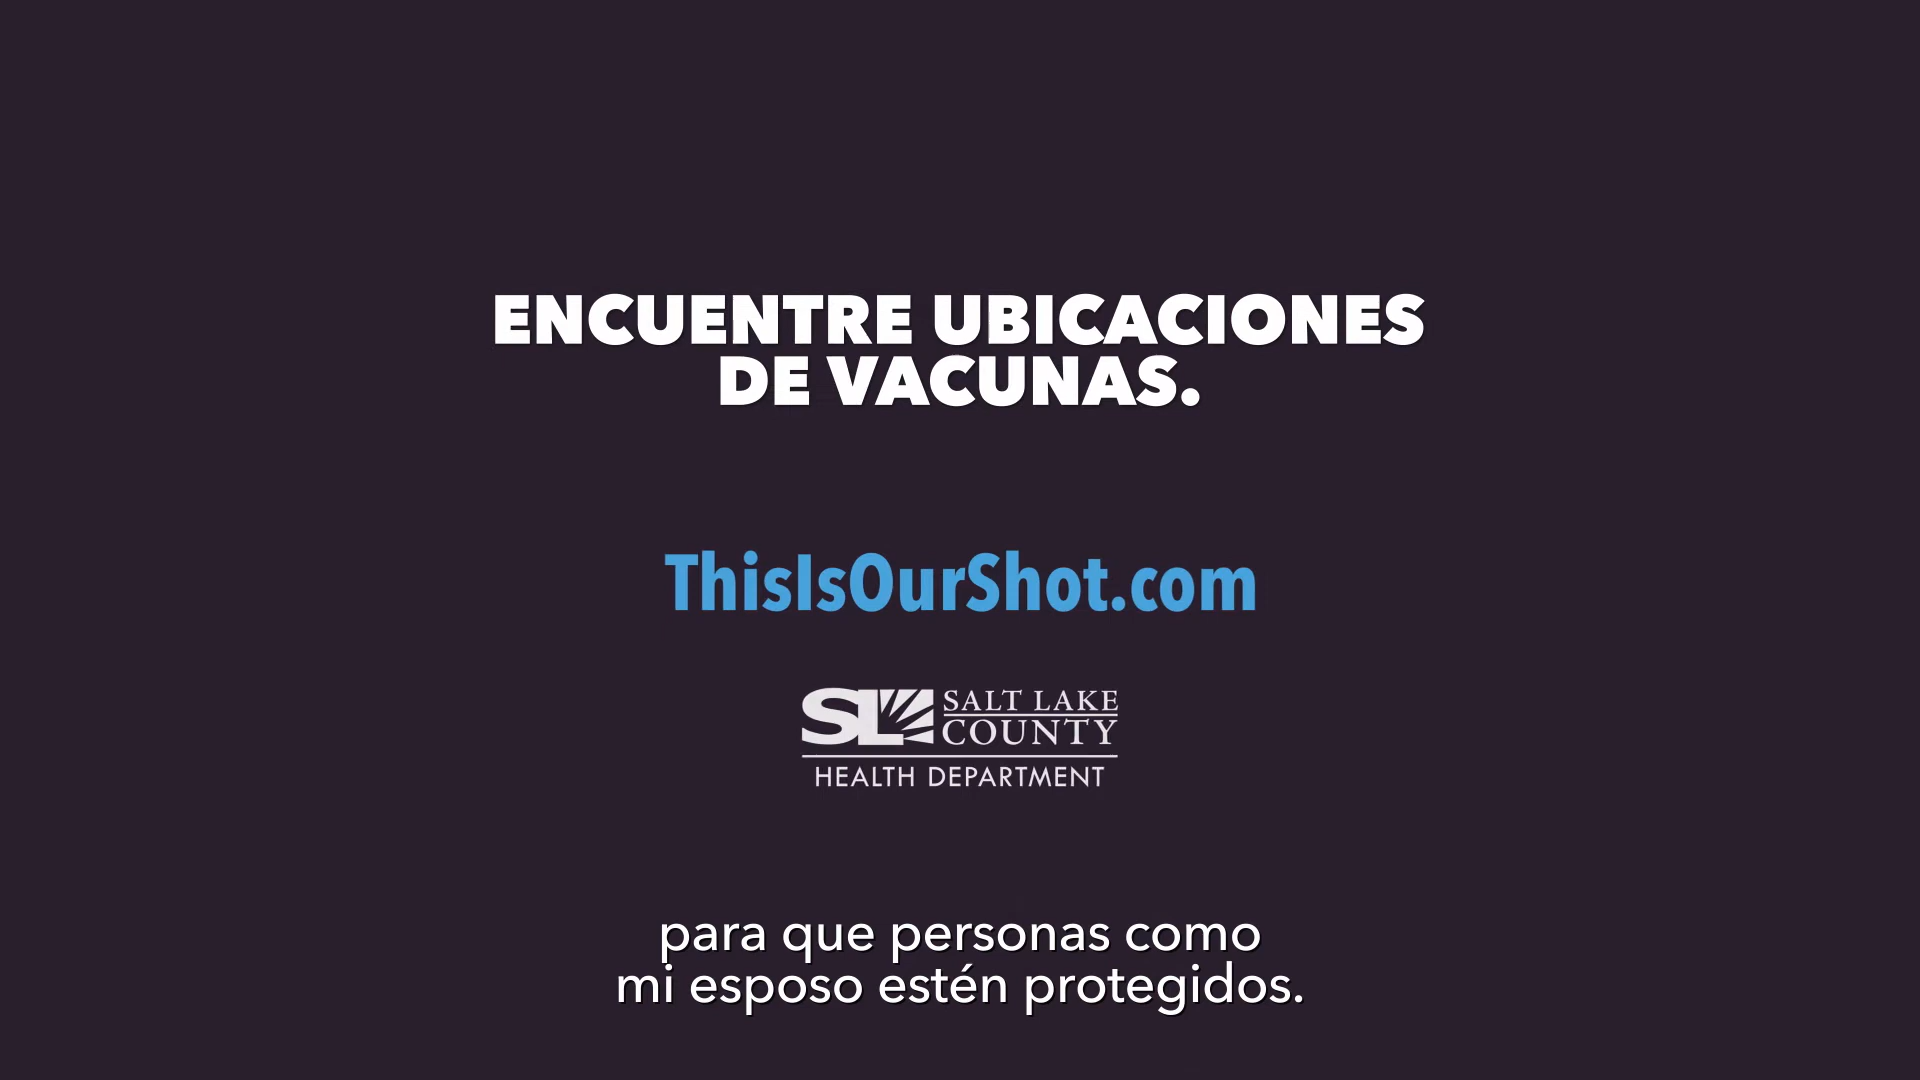 ENCUENTRE UBICACIONES
DE VACUNAS.
ThisIsOurShot.com
SL SALT LAKE
COUNTY
HEALTH DEPARTMENT
para que personas como
mi esposo estén protegidos.